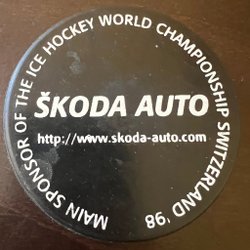 MAIN SPONSOR OF THE ICE HOCKEY WORLD CHAMPIONSHIP SWITZERLAND '98
ŠKODA AUTO
http://www.skoda-auto.com